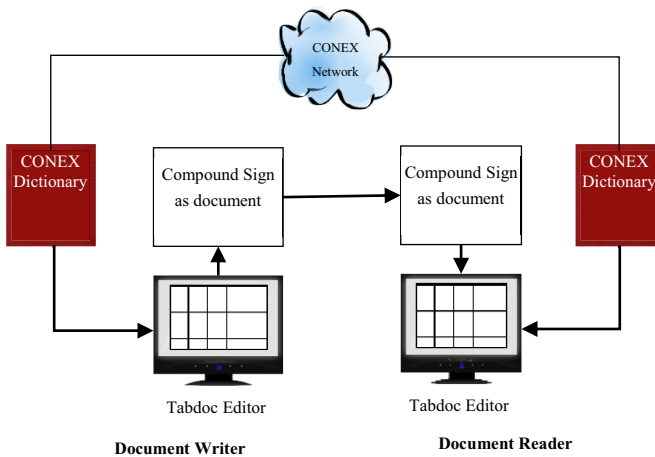 CONEX
Network
CONEX
Dictionary
Compound Sign
as document
Compound Sign
as document
CONEX
Dictionary
Tabdoc Editor
Tabdoc Editor
Document Writer
Document Reader